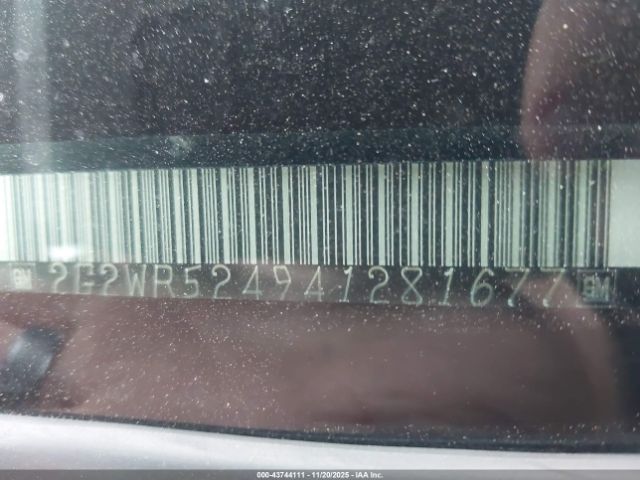 GM 2G2WR524941281677 GM
000-43744111 - 11/20/2025 - IAA Inc.